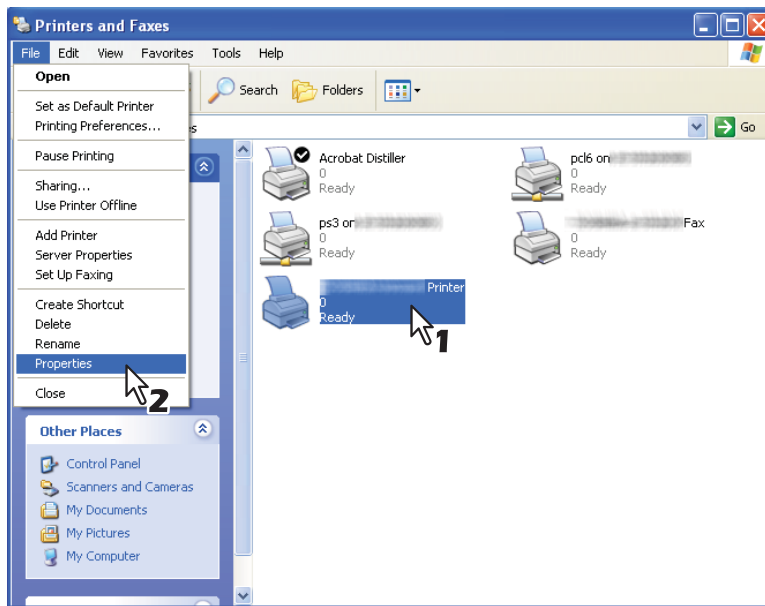 Printers and Faxes
File Edit View Favorites Tools Help
Open
Set as Default Printer
Printing Preferences...
Pause Printing
Sharing...
Use Printer Offline
Add Printer
Server Properties
Set Up Faxing
Create Shortcut
Delete
Rename
Properties
Close
2
Search Folders
es
Go
Acrobat Distiller
0
Ready
pcl6 on
0
Ready
ps3 on
0
Ready
Fax
0
Ready
Printer
0
Ready
1
Other Places
Control Panel
Scanners and Cameras
My Documents
My Pictures
My Computer